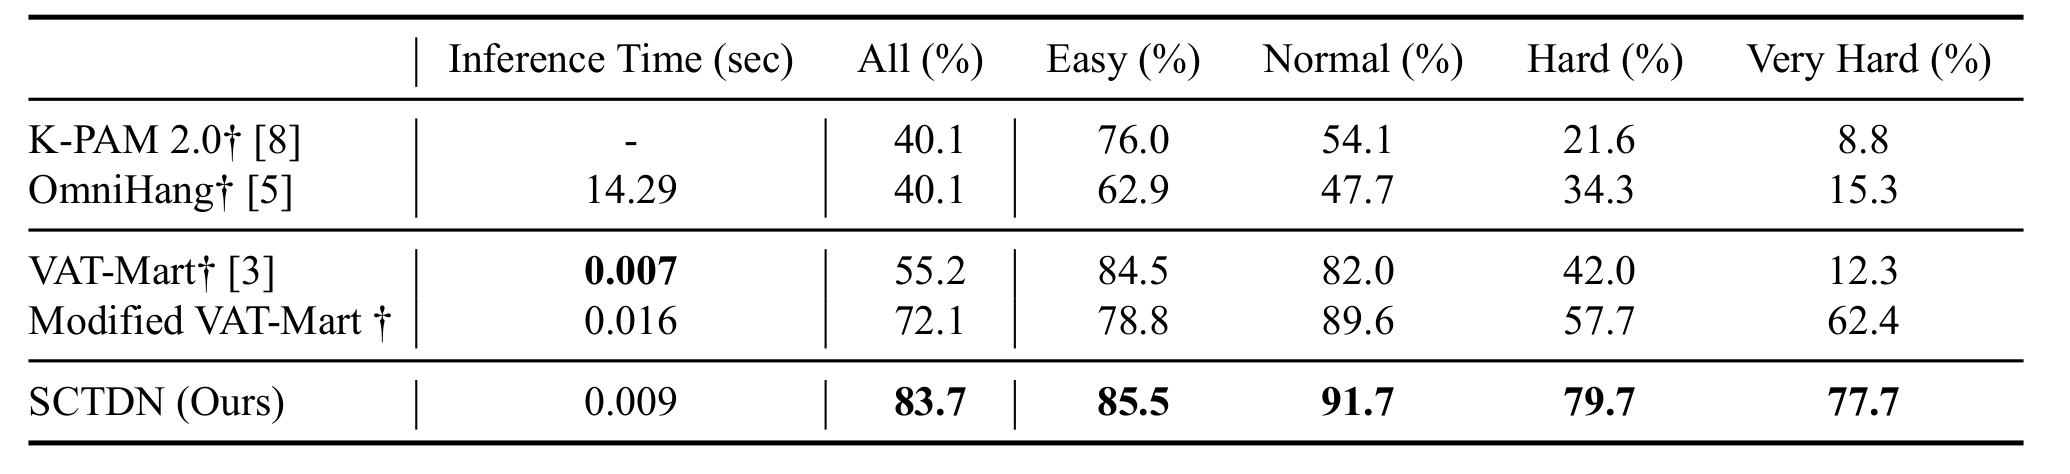 Inference Time (sec) All (%) Easy (%) Normal (%) Hard (%) Very Hard (%)
K-PAM 2.0† [8] - 40.1 76.0 54.1 21.6 8.8
OmniHang† [5] 14.29 40.1 62.9 47.7 34.3 15.3
VAT-Mart† [3] 0.007 55.2 84.5 82.0 42.0 12.3
Modified VAT-Mart † 0.016 72.1 78.8 89.6 57.7 62.4
SCTDN (Ours) 0.009 83.7 85.5 91.7 79.7 77.7